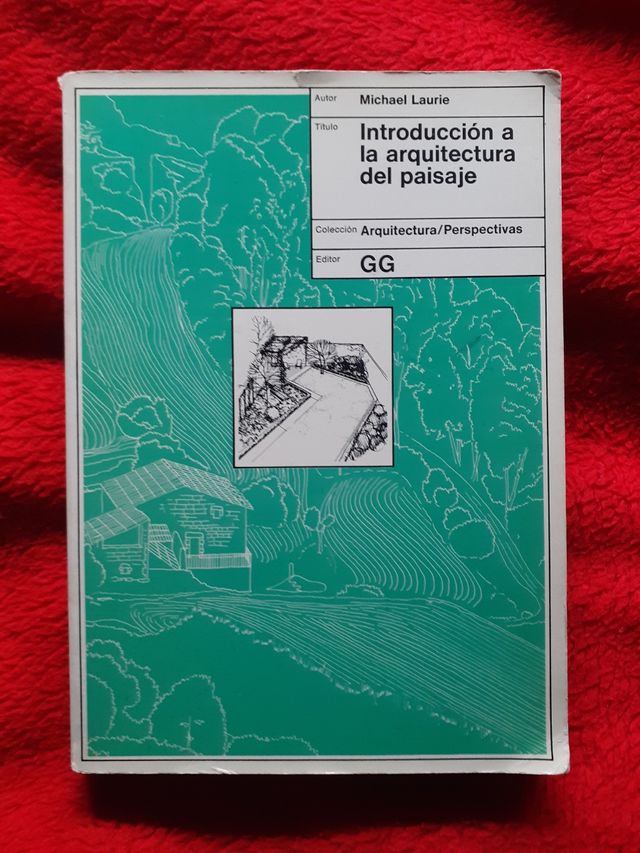 Autor Michael Laurie
Título Introducción a
la arquitectura
del paisaje
Colección Arquitectura/Perspectivas
Editor GG